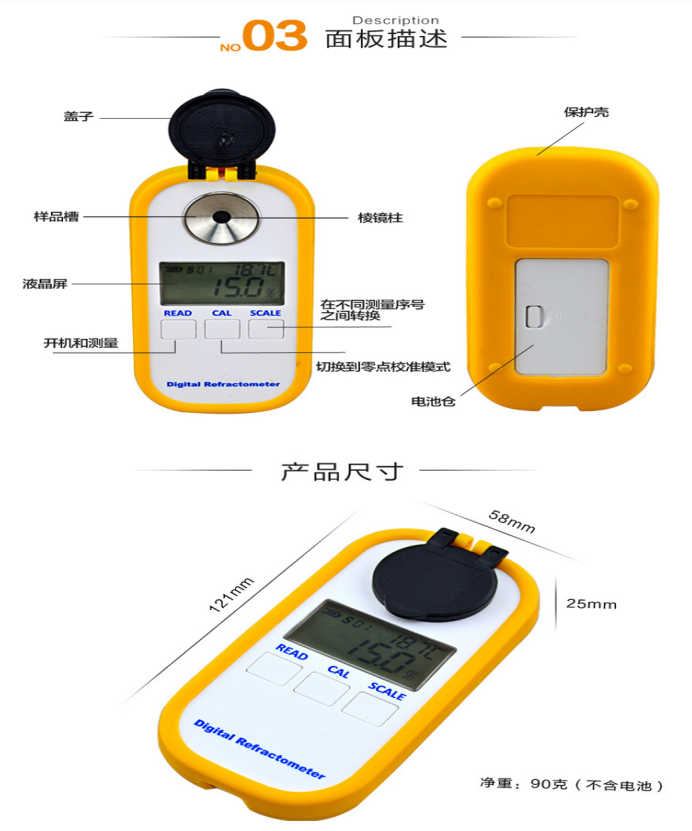 Description
NO 03 面板描述
盖子
保护壳
样品槽
棱镜柱
S01 18.7℃
15.0 %
液晶屏
在不同测量序号
之间转换
READ CAL SCALE
开机和测量
切换到零点校准模式
Digital Refractometer
电池仓
产品尺寸
58mm
121mm
25mm
S01 18.7℃
15.0 %
READ
CAL
SCALE
Digital Refractometer
净重：90克（不含电池）